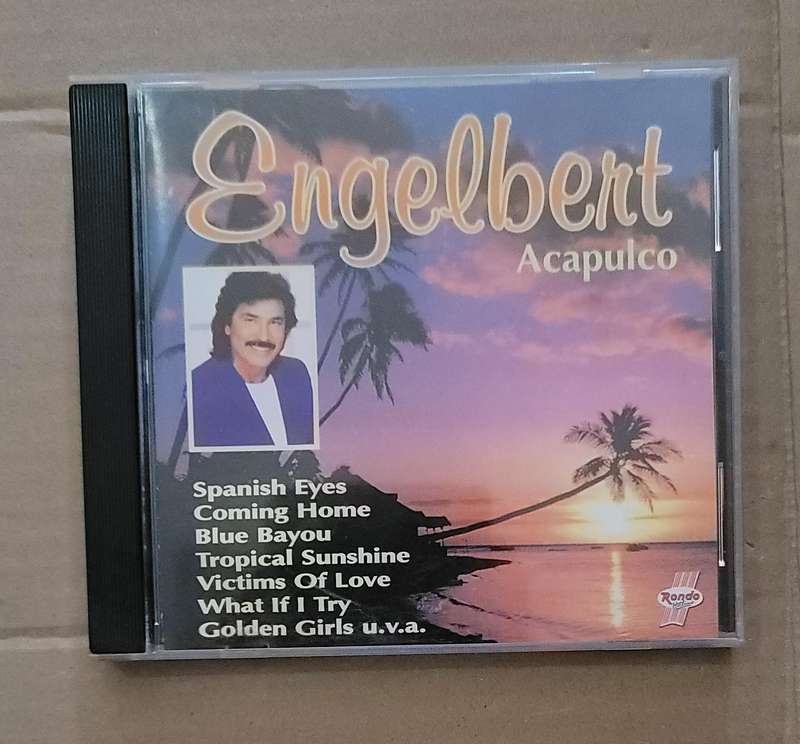 Engelbert
Acapulco
Spanish Eyes
Coming Home
Blue Bayou
Tropical Sunshine
Victims Of Love
What If I Try
Golden Girls u.v.a.
Rondo